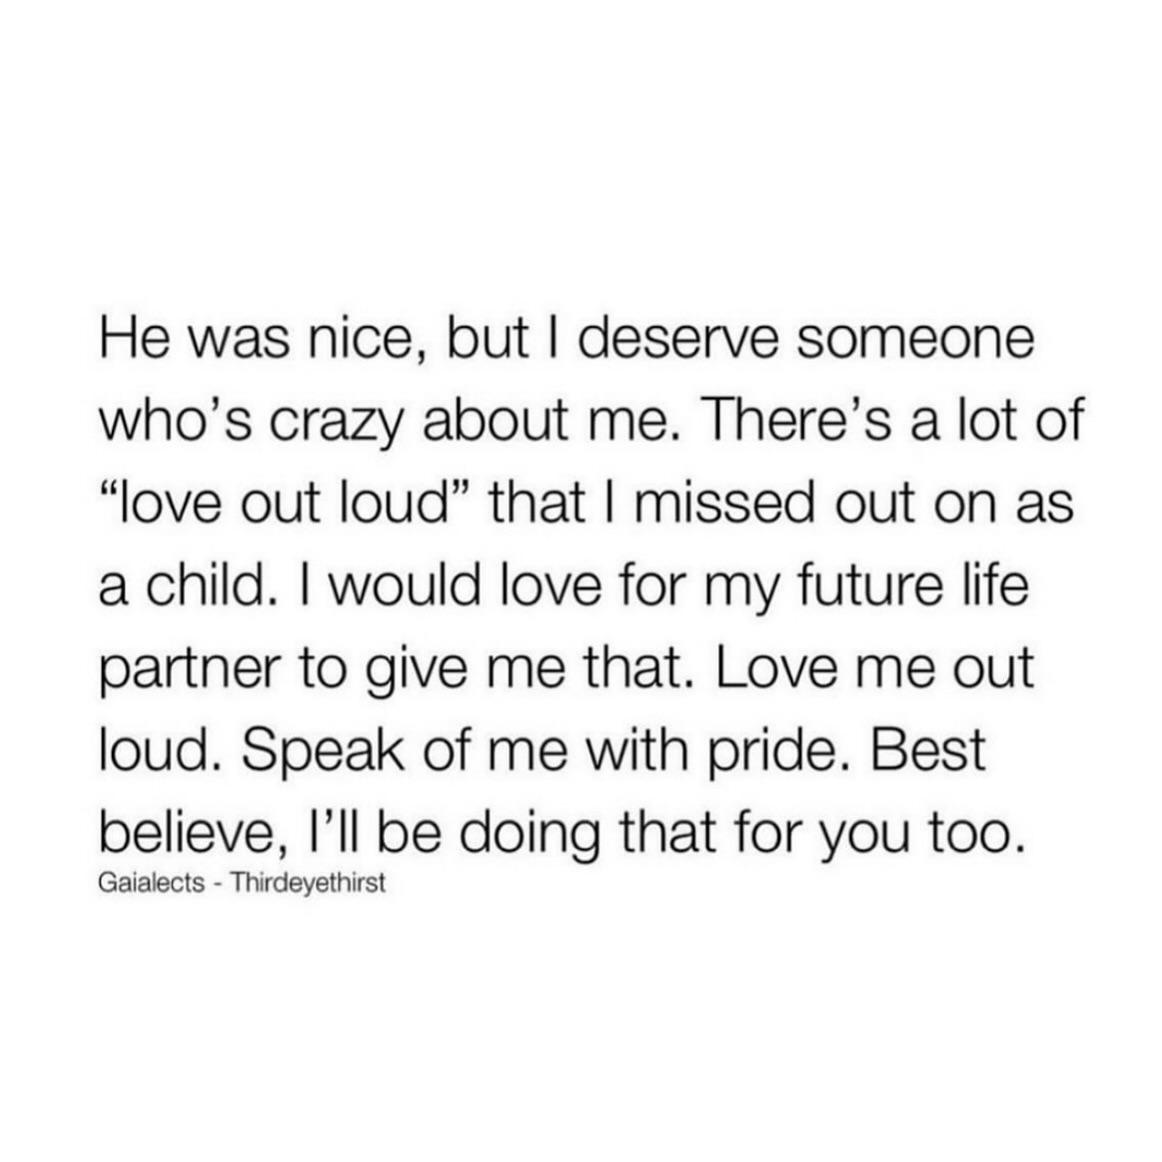 He was nice, but I deserve someone
who’s crazy about me. There’s a lot of
“love out loud” that I missed out on as
a child. I would love for my future life
partner to give me that. Love me out
loud. Speak of me with pride. Best
believe, I’ll be doing that for you too.
Gaialects - Thirdeyethirst